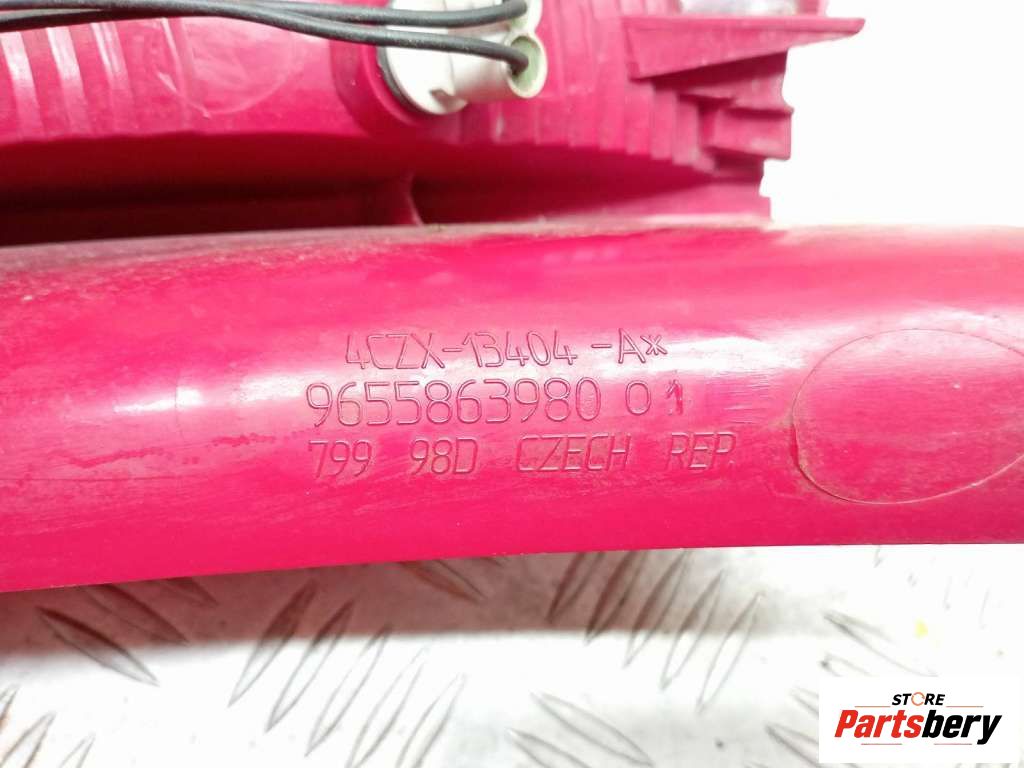 4CZX-13404-A*
9655863980 01
799 98D CZECH REP.
STORE
Partsbery